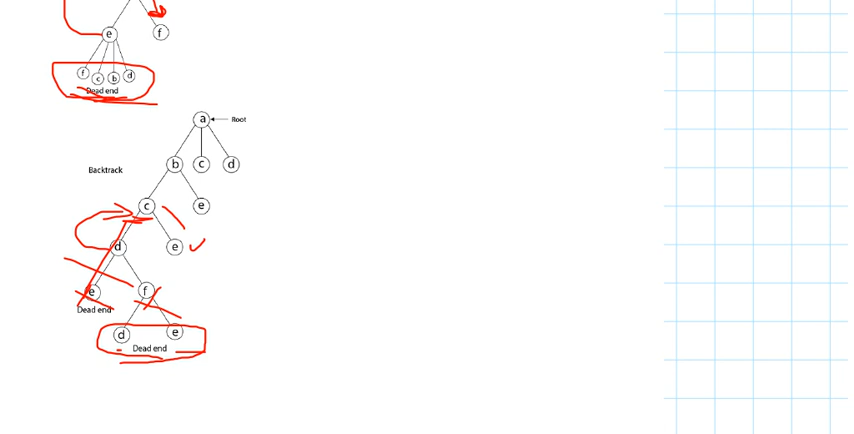 e
f
f c b d
Dead end
a Root
b c d
Backtrack
c e
d e
e f
Dead end
d e
Dead end